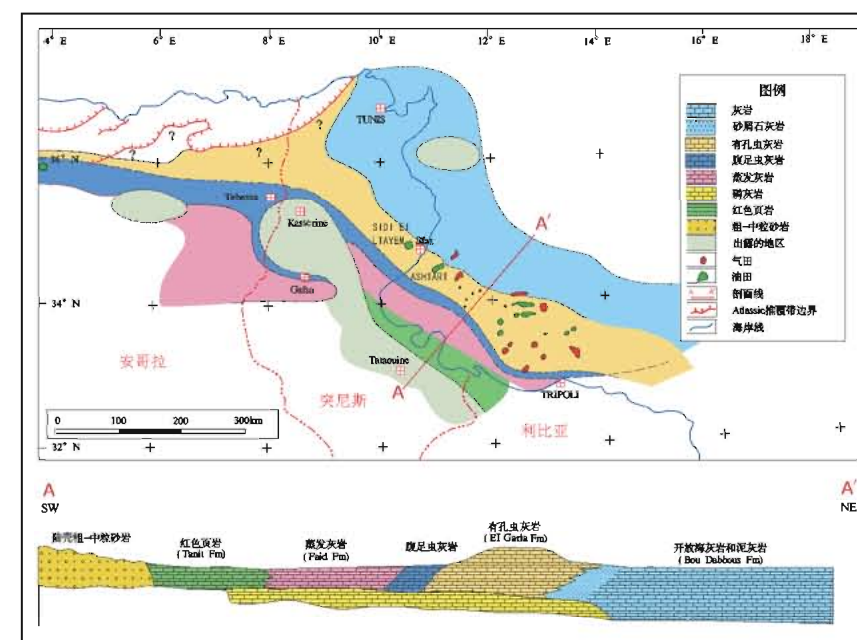 4° E 6° E 8° E 10° E 12° E 14° E 16° E 18° E
图例
灰岩
砂屑石灰岩
有孔虫灰岩
腹足虫灰岩
蒸发灰岩
磷灰岩
红色页岩
粗-中粒砂岩
出露的地区
气田
油田
A A' 剖面线
Atlassic推覆带边界
海岸线
TUNIS
? ? ? ?
36° N
Tebessa
Kasserine
SIDI EI
LIAYEM
Sfax
A'
ASHTART
Gafsa
34° N
安哥拉
Tataouine
A
TRIPOLI
突尼斯
利比亚
0 100 200 300km
32° N
A
SW
A'
NE
陆壳粗-中粒砂岩
红色页岩
(Tanit Fm)
蒸发灰岩
(Faid Fm)
腹足虫灰岩
有孔虫灰岩
(EI Garia Fm)
开放海灰岩和泥灰岩
(Bou Dabbous Fm)